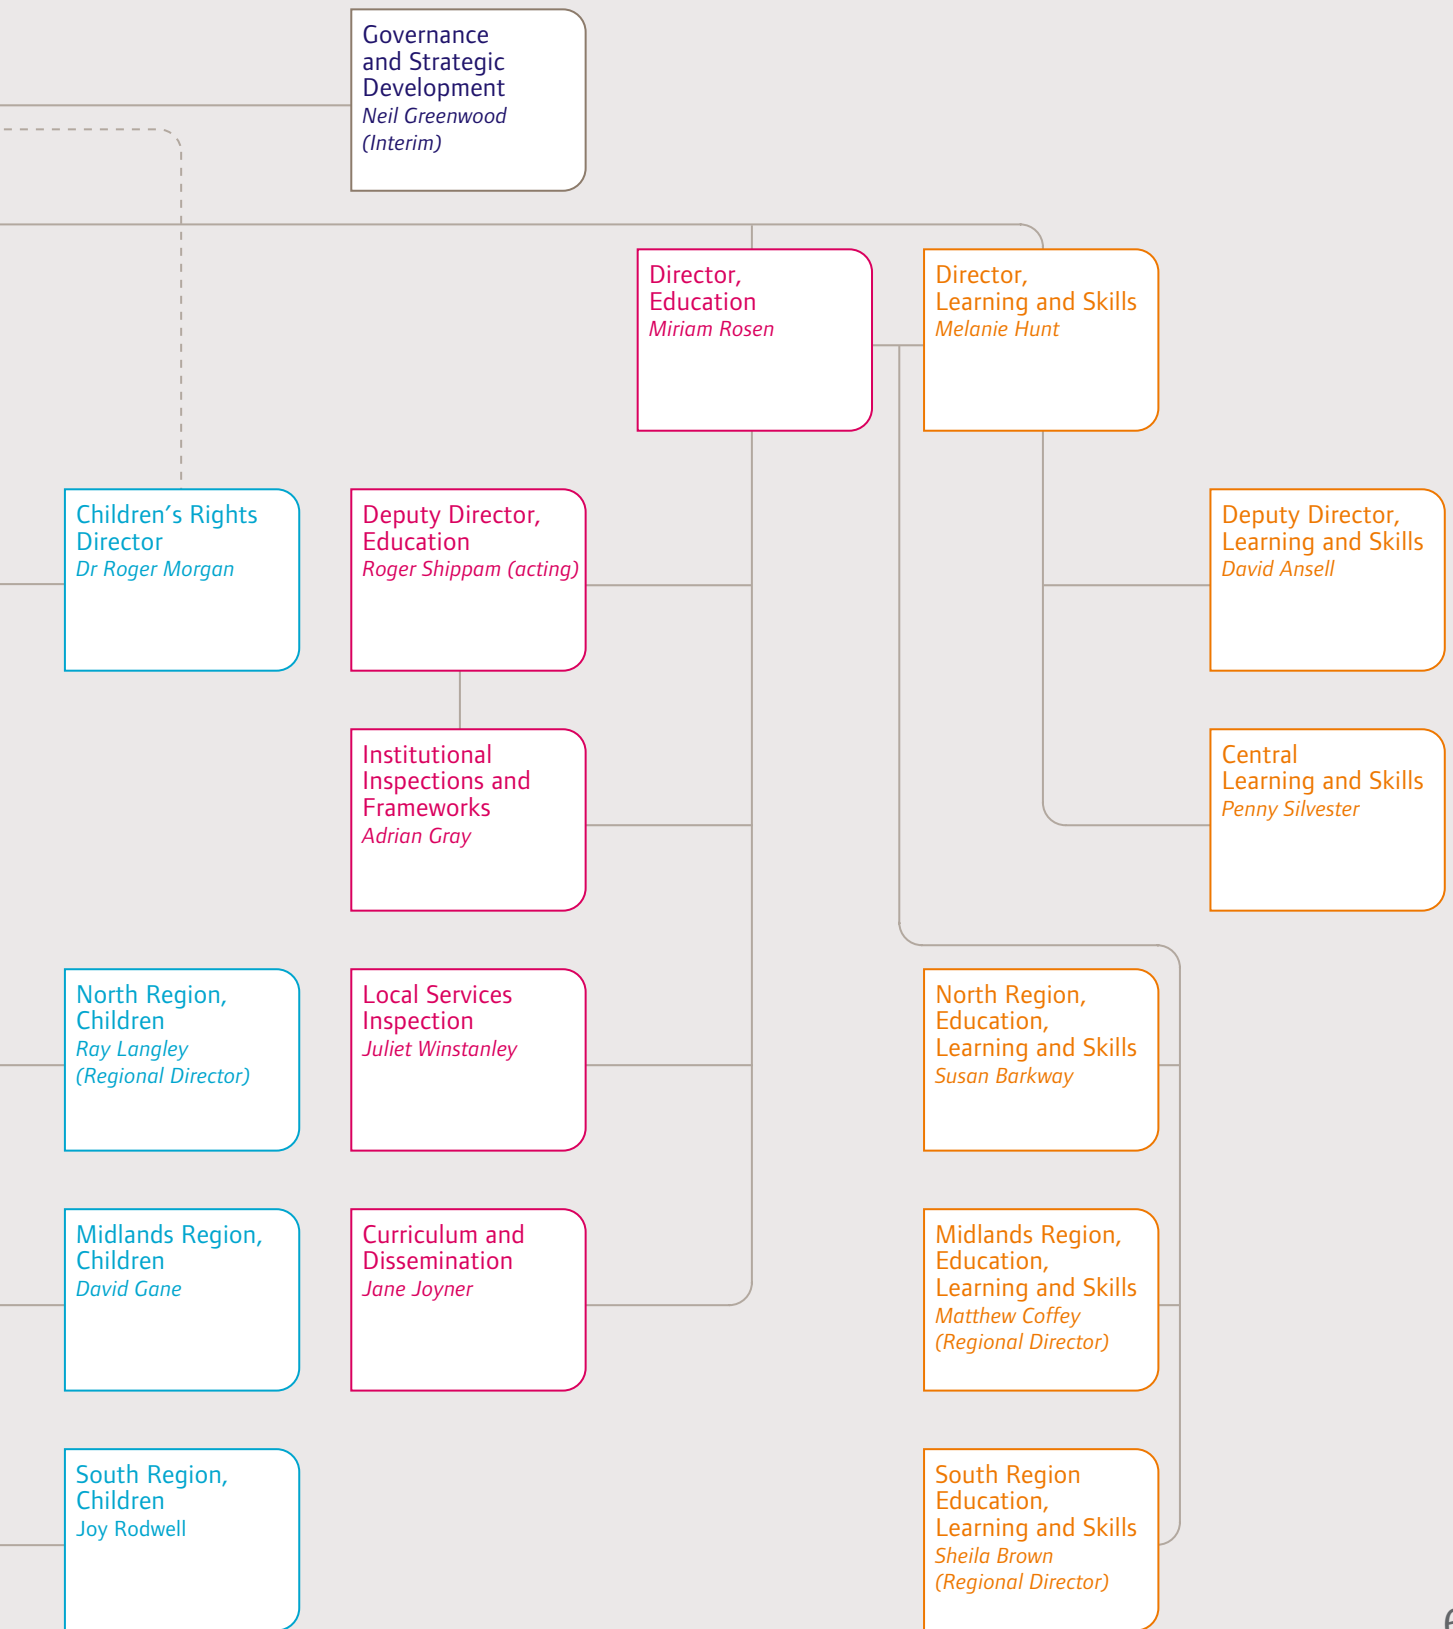 Governance
and Strategic
Development
Neil Greenwood
(Interim)
Director,
Education
Miriam Rosen
Director,
Learning and Skills
Melanie Hunt
Children's Rights
Director
Dr Roger Morgan
Deputy Director,
Education
Roger Shippam (acting)
Deputy Director,
Learning and Skills
David Ansell
Institutional
Inspections and
Frameworks
Adrian Gray
Central
Learning and Skills
Penny Silvester
North Region,
Children
Ray Langley
(Regional Director)
Local Services
Inspection
Juliet Winstanley
North Region,
Education,
Learning and Skills
Susan Barkway
Midlands Region,
Children
David Gane
Curriculum and
Dissemination
Jane Joyner
Midlands Region,
Education,
Learning and Skills
Matthew Coffey
(Regional Director)
South Region,
Children
Joy Rodwell
South Region
Education,
Learning and Skills
Sheila Brown
(Regional Director)